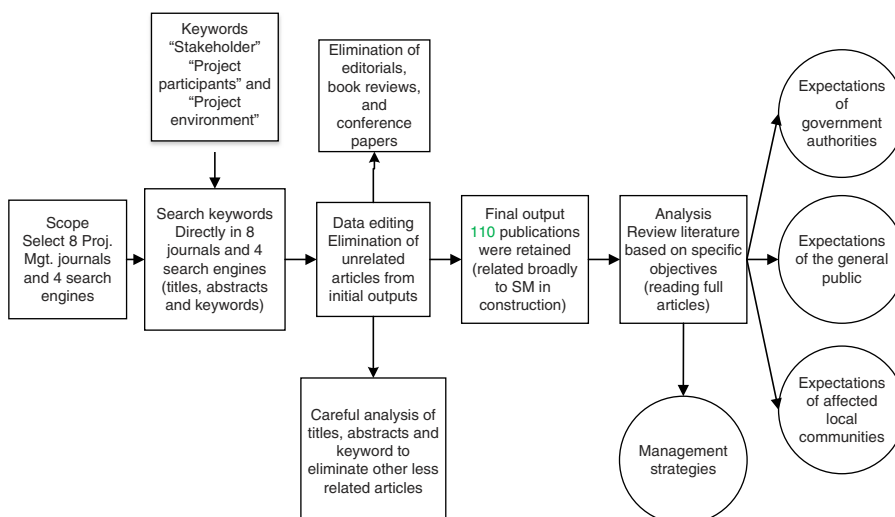 Keywords
“Stakeholder”
“Project
participants” and
“Project
environment”
Elimination of
editorials,
book reviews,
and
conference
papers
Expectations
of
government
authorities
Scope
Select 8 Proj.
Mgt. journals
and 4 search
engines
Search keywords
Directly in 8
journals and 4
search engines
(titles, abstracts
and keywords)
Data editing
Elimination of
unrelated
articles from
initial outputs
Final output
110 publications
were retained
(related broadly
to SM in
construction)
Analysis
Review literature
based on specific
objectives
(reading full
articles)
Expectations
of the general
public
Careful analysis of
titles, abstracts and
keyword to
eliminate other less
related articles
Management
strategies
Expectations
of affected
local
communities